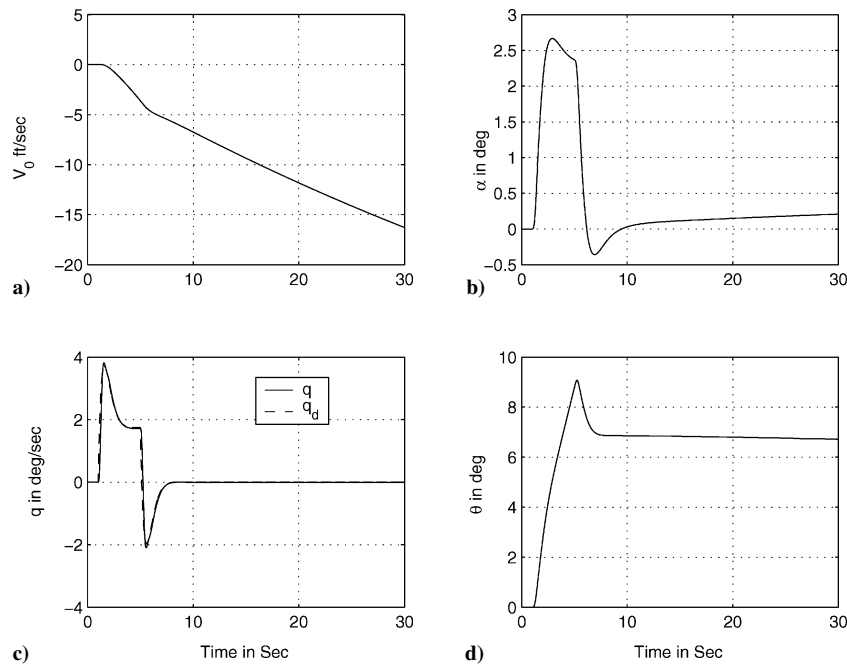 5
0
−5
−10
−15
−20
V0 ft/sec
0 10 20 30
a)
3
2.5
2
1.5
1
0.5
0
−0.5
α in deg
0 10 20 30
b)
4
2
0
−2
−4
q in deg/sec
q
qd
0 10 20 30
Time in Sec
c)
10
8
6
4
2
0
θ in deg
0 10 20 30
Time in Sec
d)